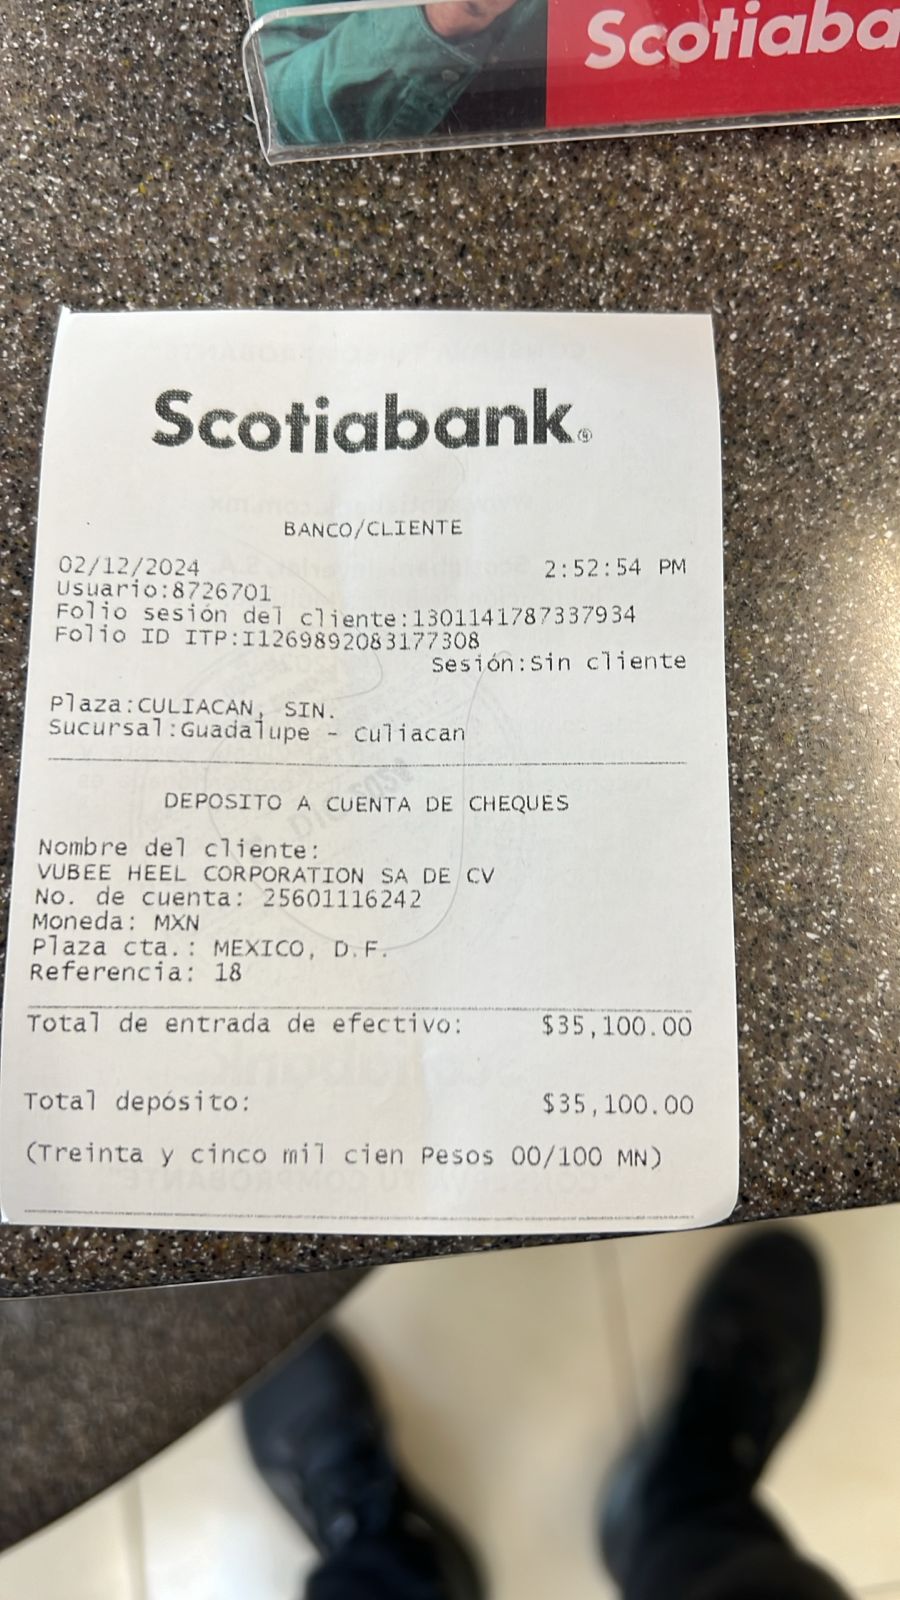 Scotiaba
Scotiabank®
BANCO/CLIENTE
02/12/2024 2:52:54 PM
Usuario:8726701
Folio sesión del cliente:1301141787337934
Folio ID ITP:I1269892083177308
Sesión:Sin cliente
Plaza:CULIACAN, SIN.
Sucursal:Guadalupe - Culiacan
DEPOSITO A CUENTA DE CHEQUES
Nombre del cliente:
VUBEE HEEL CORPORATION SA DE CV
No. de cuenta: 25601116242
Moneda: MXN
Plaza cta.: MEXICO, D.F.
Referencia: 18
Total de entrada de efectivo: $35,100.00
Total depósito: $35,100.00
(Treinta y cinco mil cien Pesos 00/100 MN)